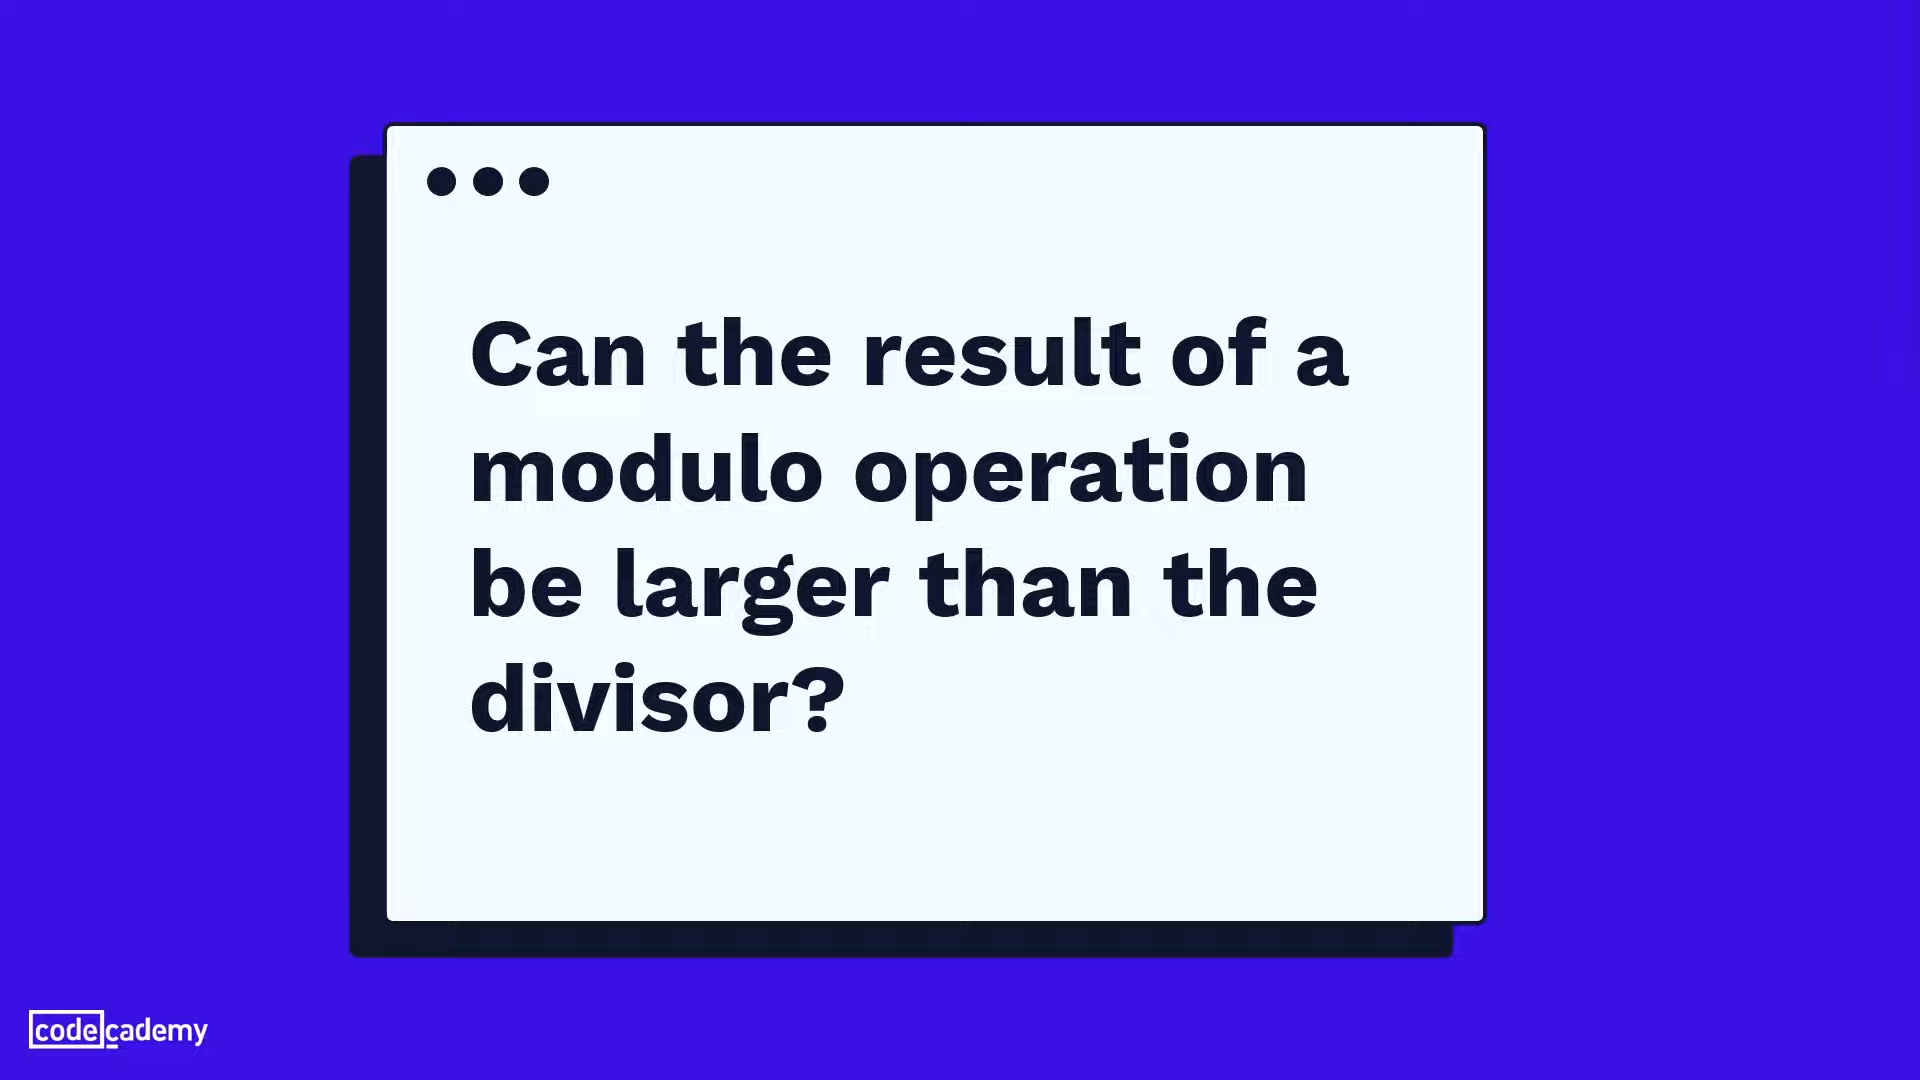 Can the result of a
modulo operation
be larger than the
divisor?
codecademy